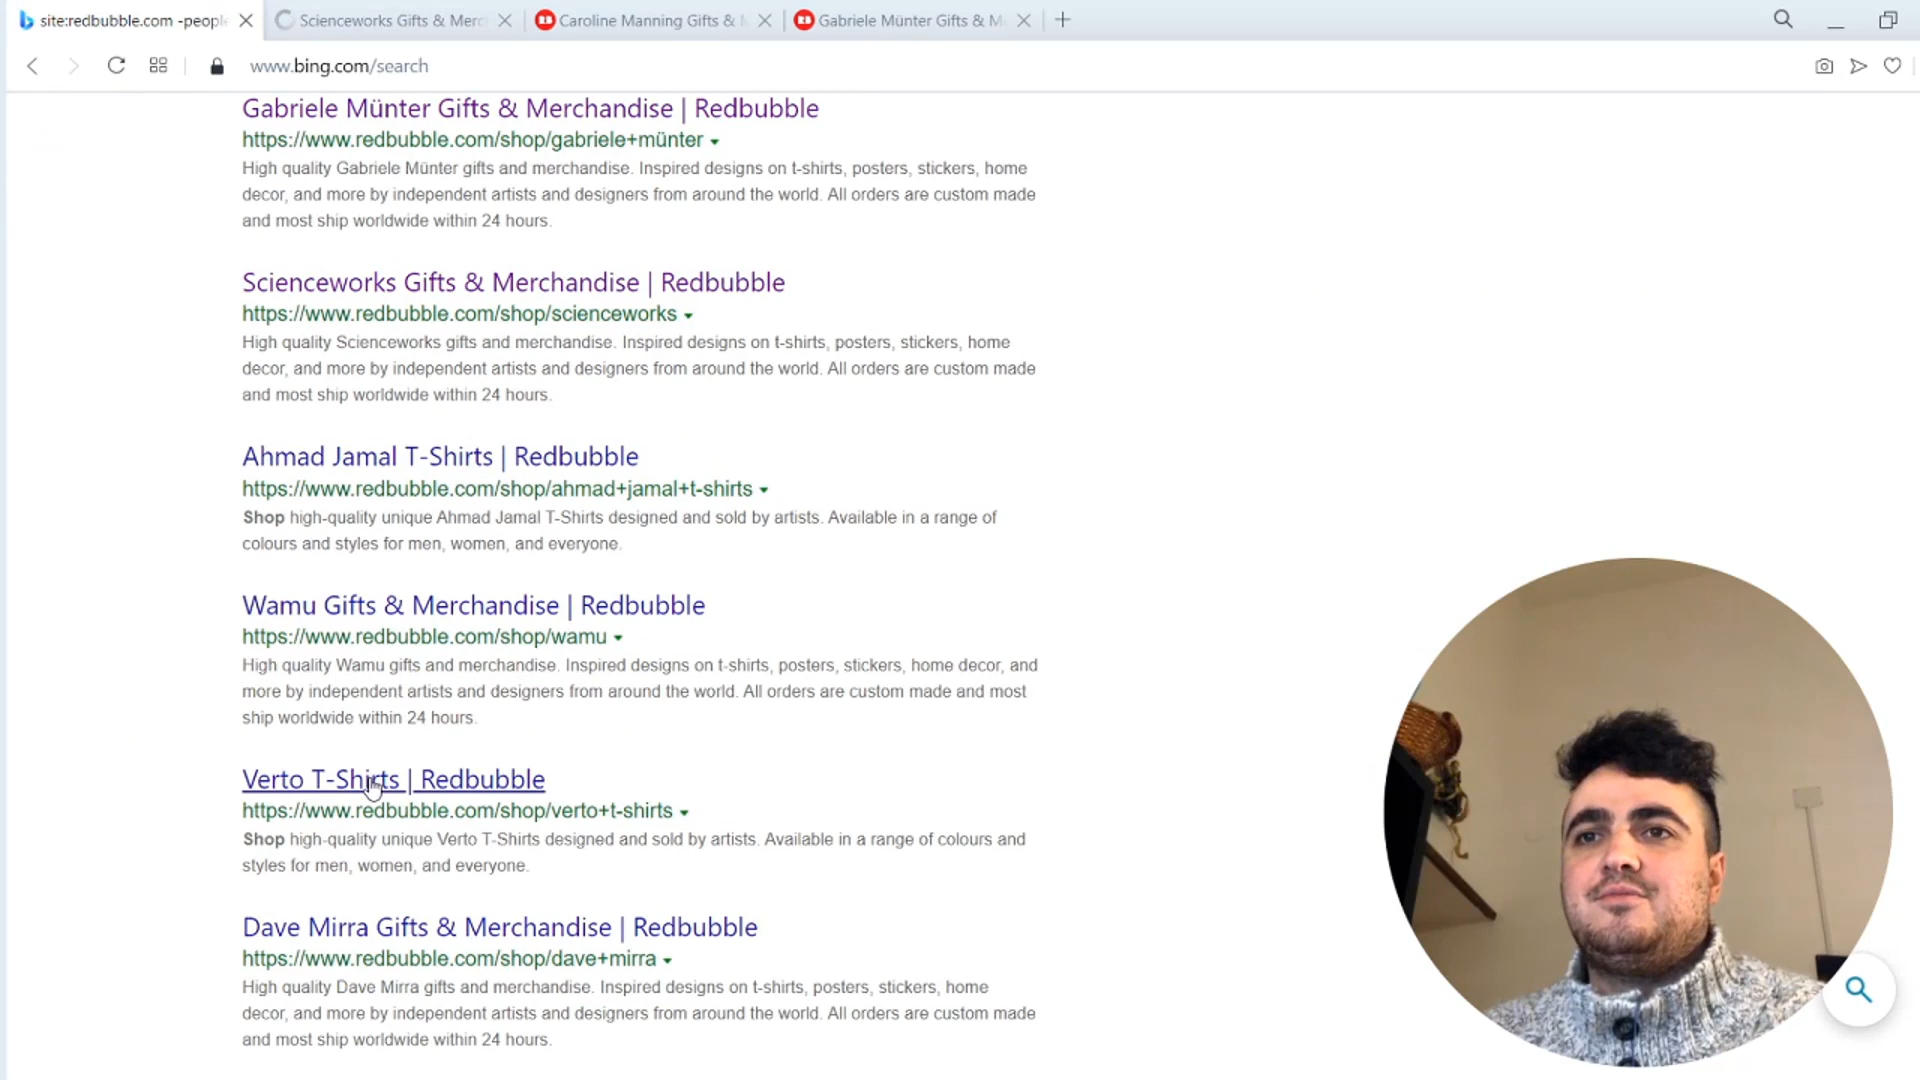 site:redbubble.com -people
Scienceworks Gifts & Merc
Caroline Manning Gifts &
Gabriele Münter Gifts & M
www.bing.com/search
Gabriele Münter Gifts & Merchandise | Redbubble
https://www.redbubble.com/shop/gabriele+münter
High quality Gabriele Münter gifts and merchandise. Inspired designs on t-shirts, posters, stickers, home
decor, and more by independent artists and designers from around the world. All orders are custom made
and most ship worldwide within 24 hours.
Scienceworks Gifts & Merchandise | Redbubble
https://www.redbubble.com/shop/scienceworks
High quality Scienceworks gifts and merchandise. Inspired designs on t-shirts, posters, stickers, home
decor, and more by independent artists and designers from around the world. All orders are custom made
and most ship worldwide within 24 hours.
Ahmad Jamal T-Shirts | Redbubble
https://www.redbubble.com/shop/ahmad+jamal+t-shirts
Shop high-quality unique Ahmad Jamal T-Shirts designed and sold by artists. Available in a range of
colours and styles for men, women, and everyone.
Wamu Gifts & Merchandise | Redbubble
https://www.redbubble.com/shop/wamu
High quality Wamu gifts and merchandise. Inspired designs on t-shirts, posters, stickers, home decor, and
more by independent artists and designers from around the world. All orders are custom made and most
ship worldwide within 24 hours.
Verto T-Shirts | Redbubble
https://www.redbubble.com/shop/verto+t-shirts
Shop high-quality unique Verto T-Shirts designed and sold by artists. Available in a range of colours and
styles for men, women, and everyone.
Dave Mirra Gifts & Merchandise | Redbubble
https://www.redbubble.com/shop/dave+mirra
High quality Dave Mirra gifts and merchandise. Inspired designs on t-shirts, posters, stickers, home
decor, and more by independent artists and designers from around the world. All orders are custom made
and most ship worldwide within 24 hours.